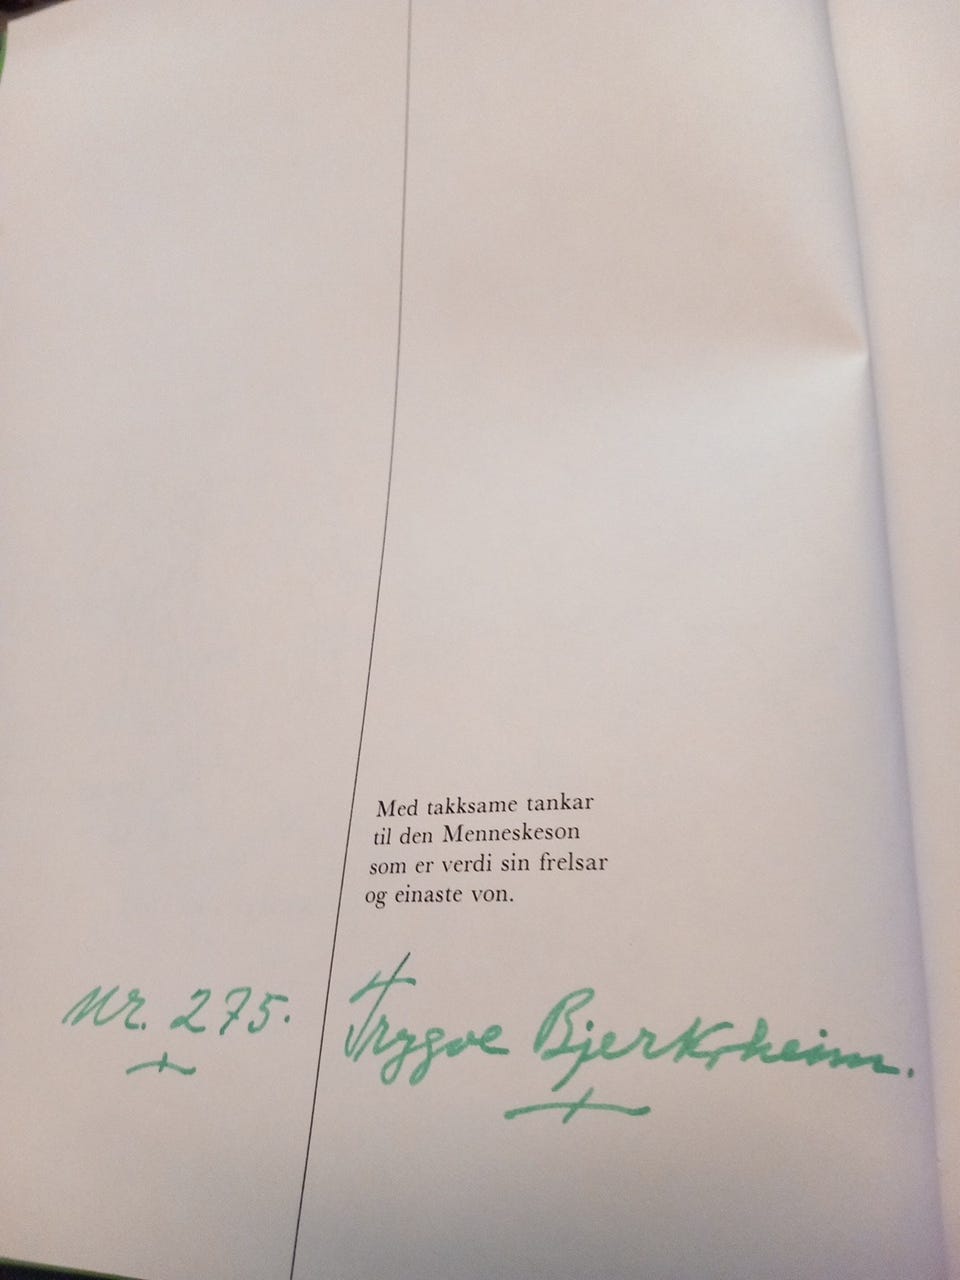 Med takksame tankar
til den Menneskeson
som er verdi sin frelsar
og einaste von.
Nr. 275. Trygve Bjerkrheim.